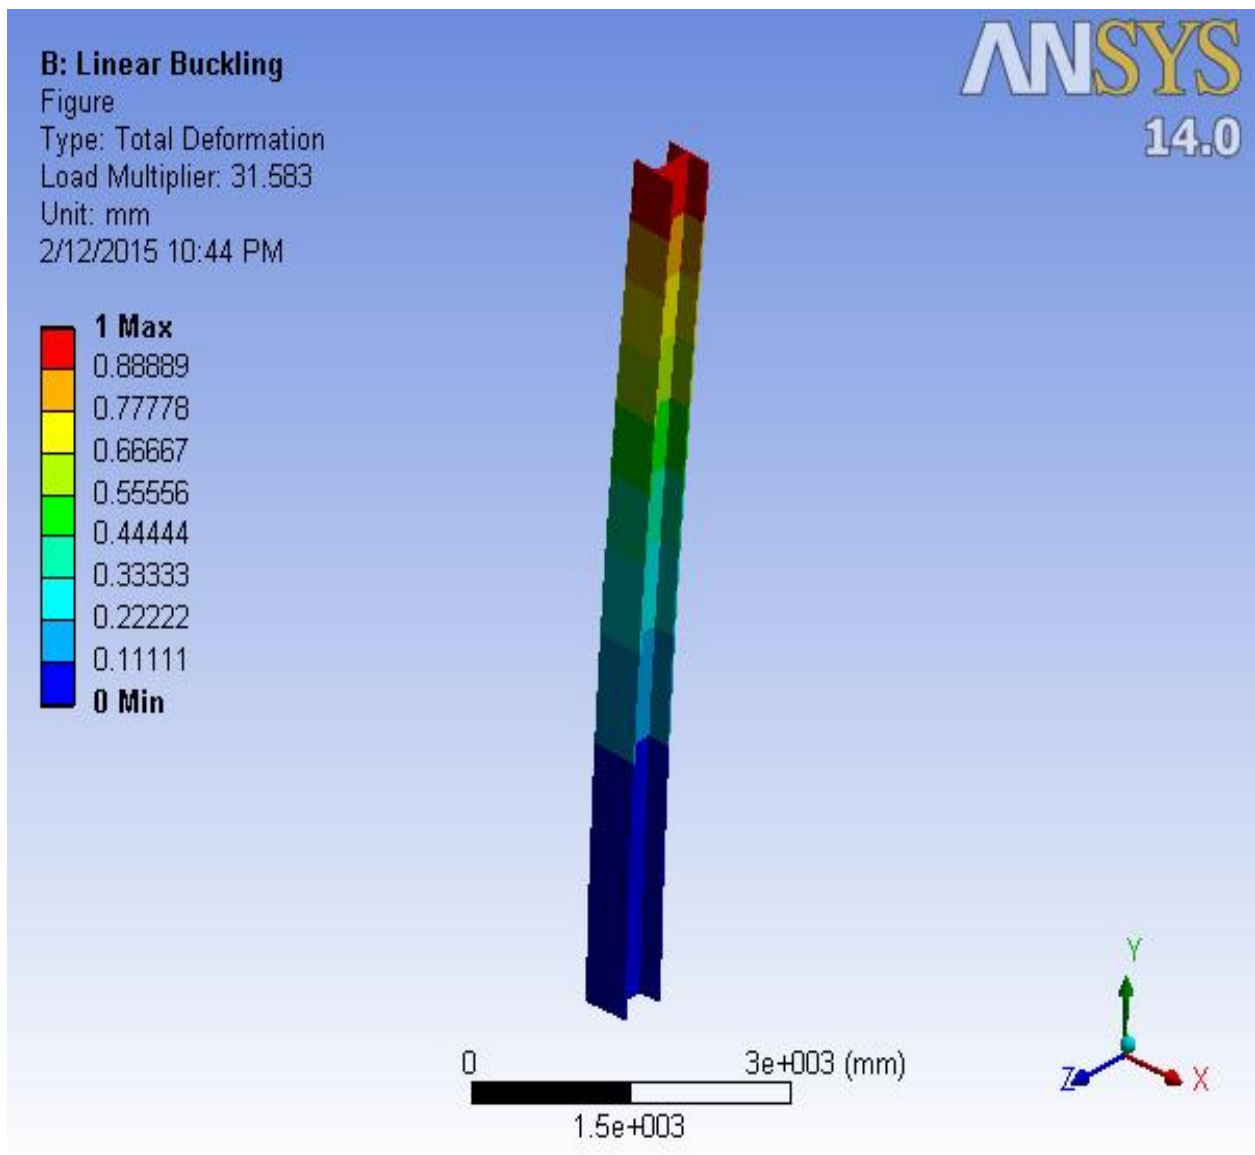 B: Linear Buckling
Figure
Type: Total Deformation
Load Multiplier: 31.583
Unit: mm
2/12/2015 10:44 PM
ANSYS
14.0
1 Max
0.88889
0.77778
0.66667
0.55556
0.44444
0.33333
0.22222
0.11111
0 Min
0 3e+003 (mm)
1.5e+003
Y
Z X